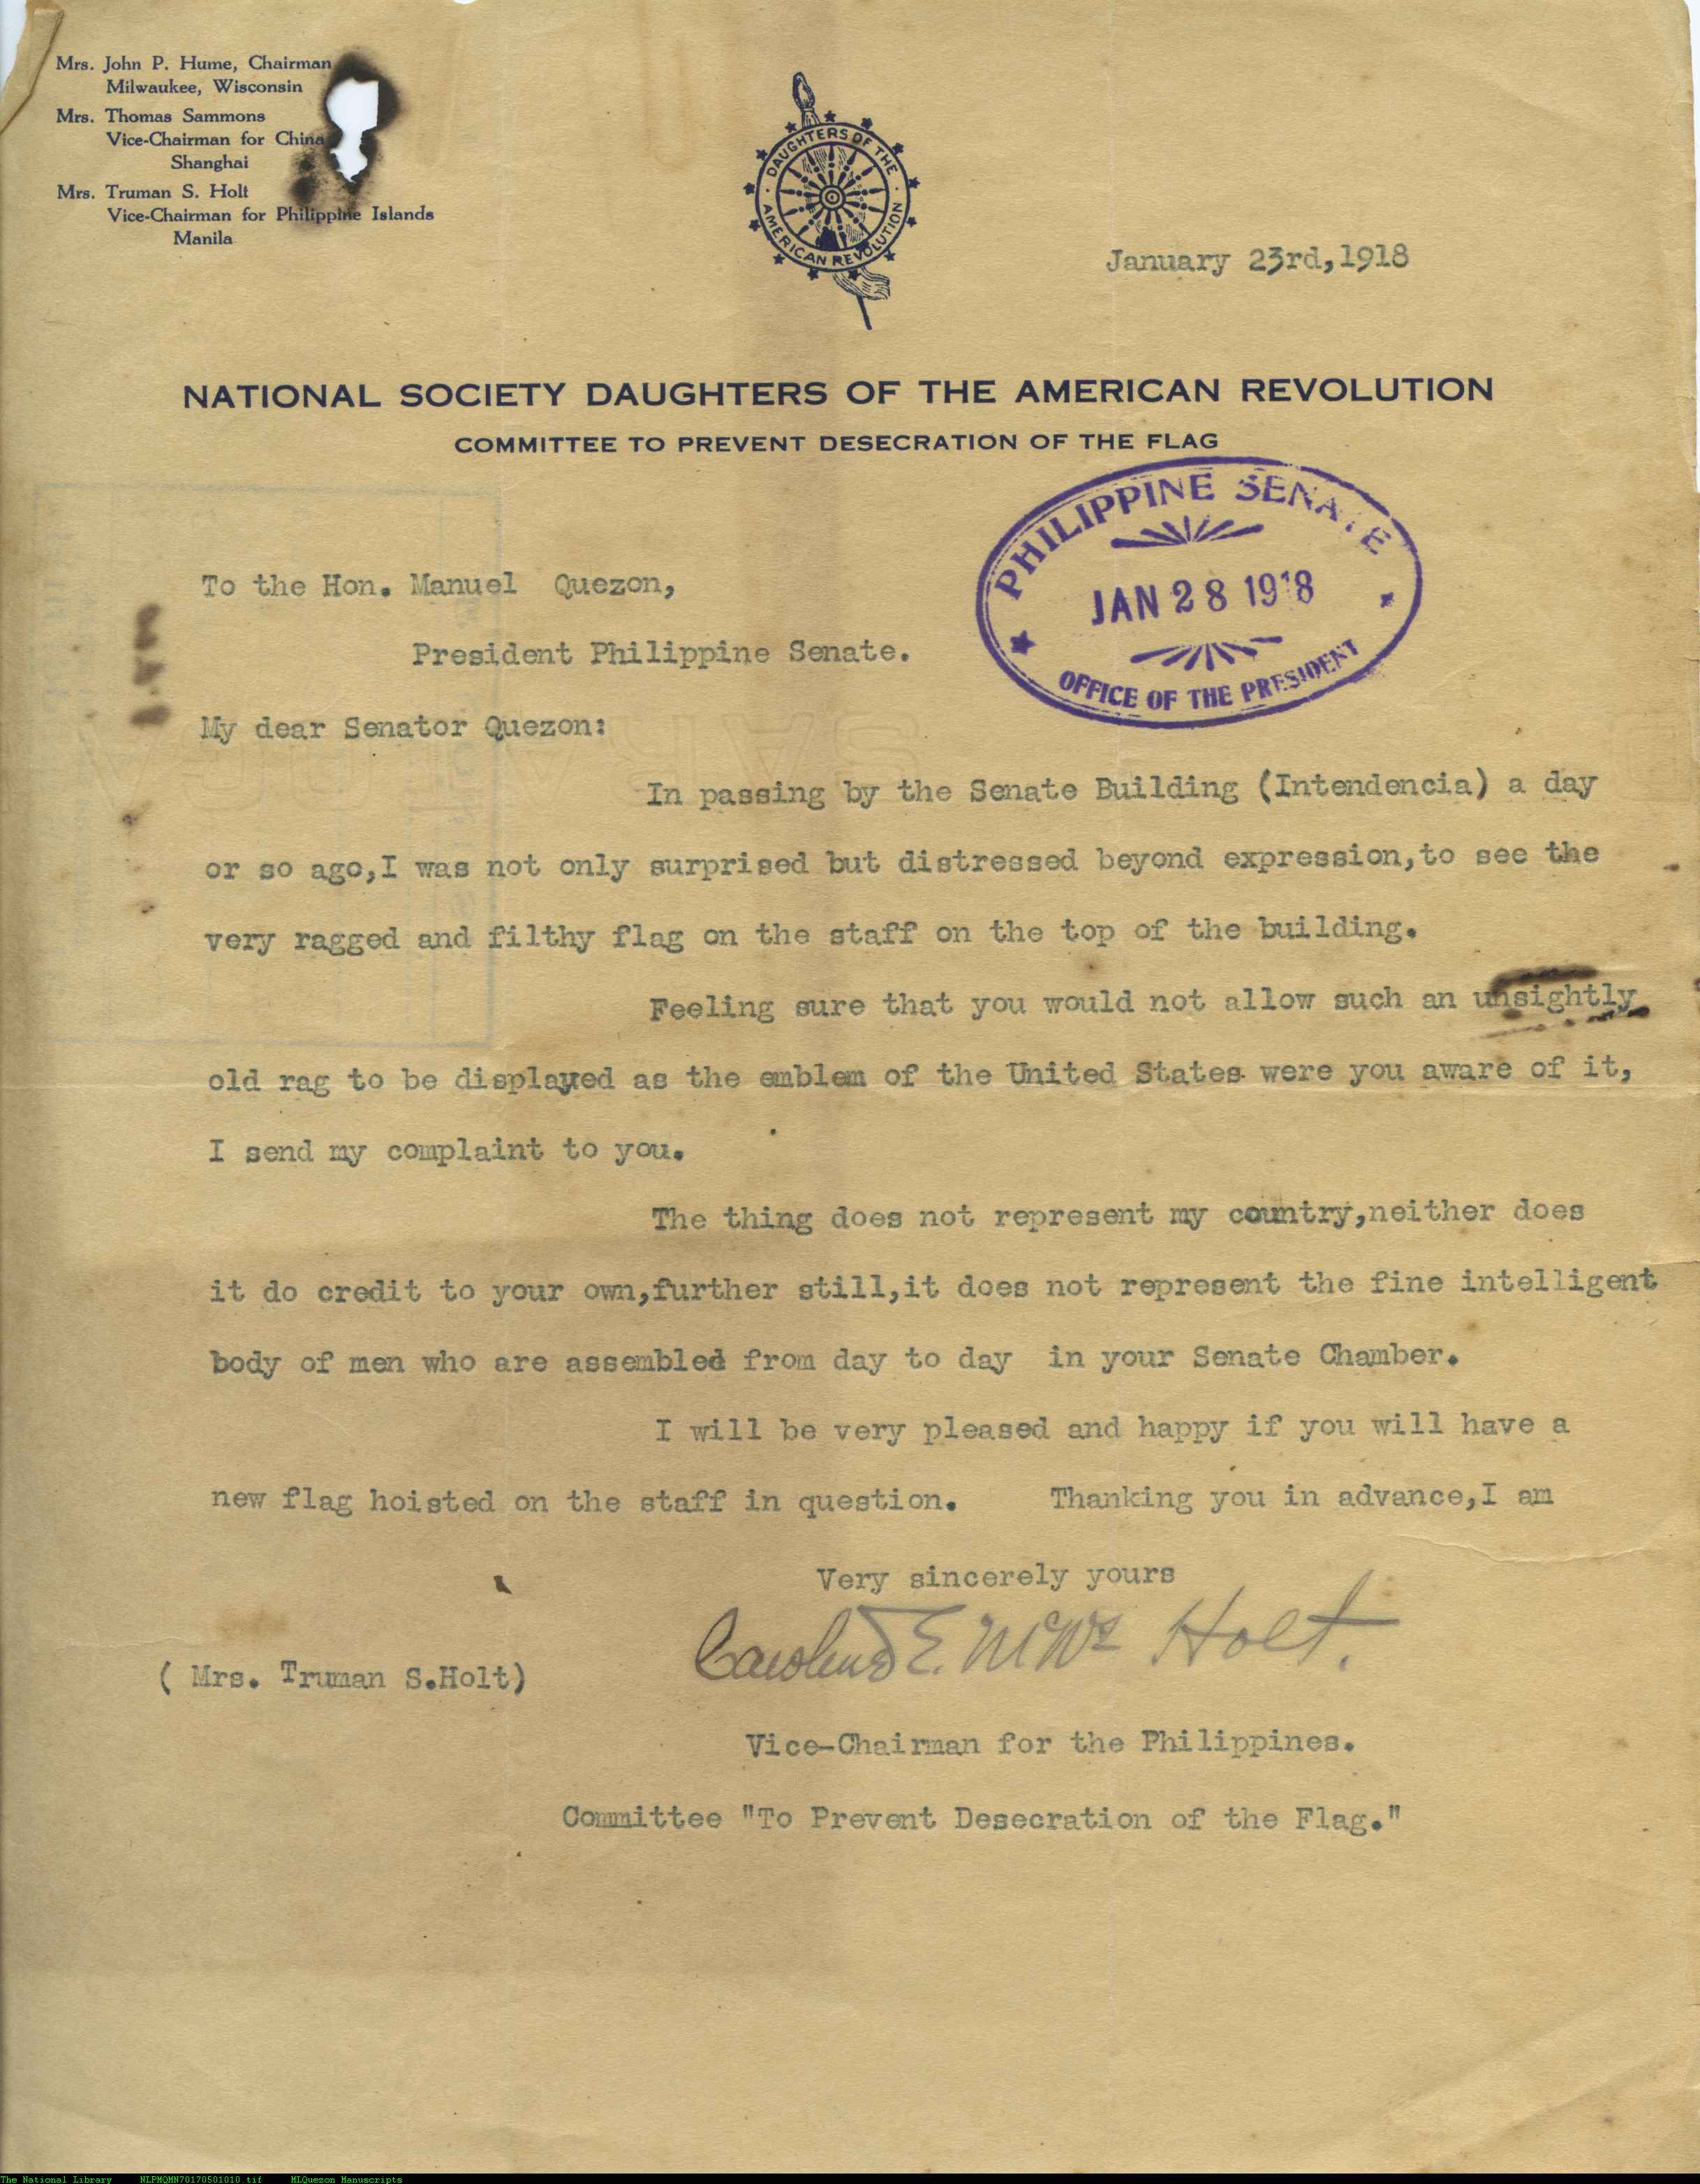 Mrs. John P. Hume, Chairman
Milwaukee, Wisconsin
Mrs. Thomas Sammons
Vice-Chairman for China
Shanghai
Mrs. Truman S. Holt
Vice-Chairman for Philippine Islands
Manila
DAUGHTERS OF THE
AMERICAN REVOLUTION
January 23rd,1918
NATIONAL SOCIETY DAUGHTERS OF THE AMERICAN REVOLUTION
COMMITTEE TO PREVENT DESECRATION OF THE FLAG
PHILIPPINE SENATE
JAN 28 1918
OFFICE OF THE PRESIDENT
To the Hon. Manuel Quezon,
President Philippine Senate.
My dear Senator Quezon:
In passing by the Senate Building (Intendencia) a day
or so ago,I was not only surprised but distressed beyond expression,to see the
very ragged and filthy flag on the staff on the top of the building.
Feeling sure that you would not allow such an unsightly
old rag to be displayed as the emblem of the United States were you aware of it,
I send my complaint to you.
The thing does not represent my country,neither does
it do credit to your own,further still,it does not represent the fine intelligent
body of men who are assembled from day to day in your Senate Chamber.
I will be very pleased and happy if you will have a
new flag hoisted on the staff in question. Thanking you in advance,I am
Very sincerely yours
E. Holt.
( Mrs. Truman S.Holt)
Vice-Chairman for the Philippines.
Committee "To Prevent Desecration of the Flag."
The National Library NLPMQMN70170501010.tif MLQuezon Manuscripts